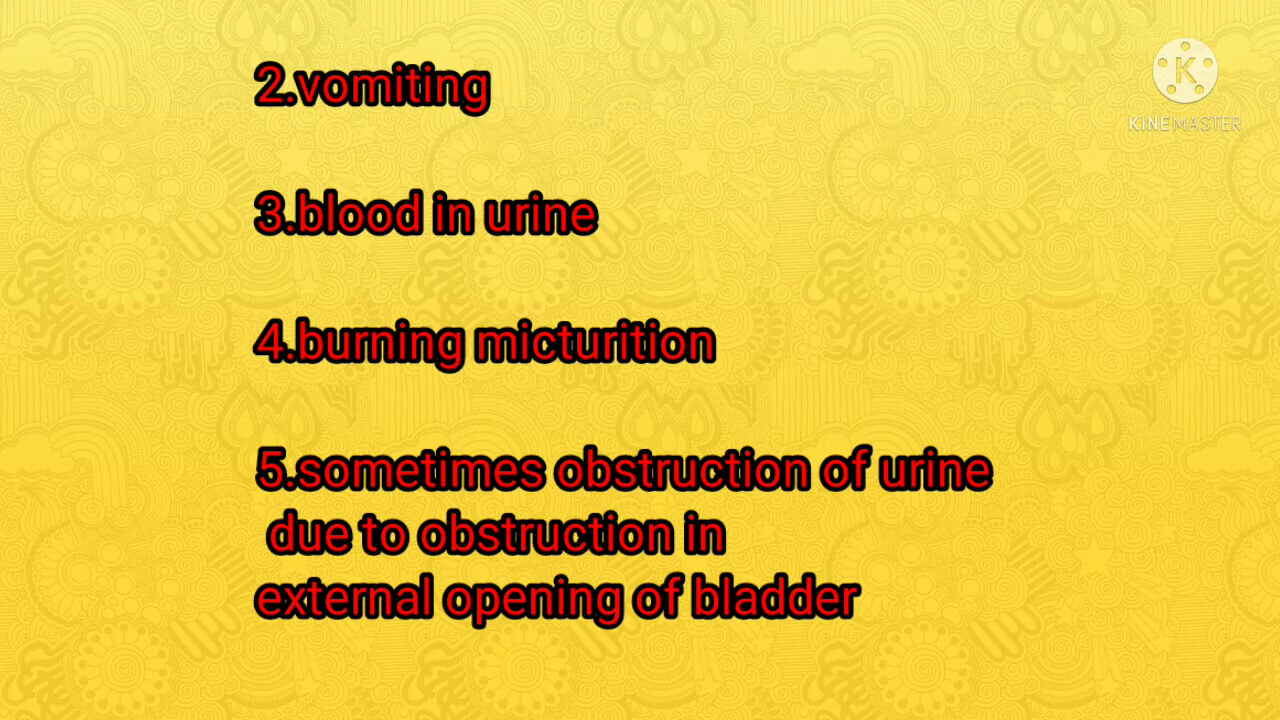 2.vomiting
KINEMASTER
3.blood in urine
4.burning micturition
5.sometimes obstruction of urine
due to obstruction in
external opening of bladder